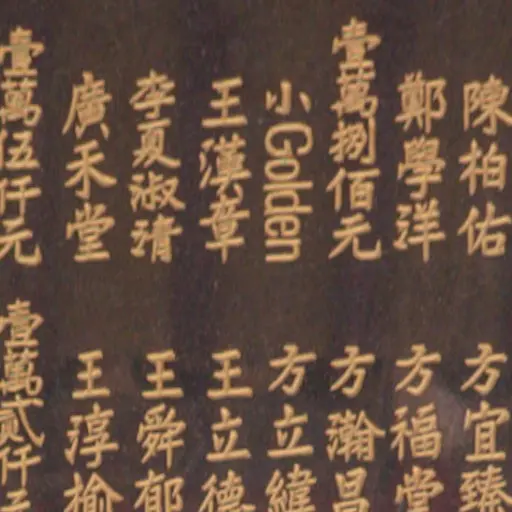 陳柏佑
鄭學洋
壹萬捌佰元
小Golden
王漢章
李夏淑清
廣禾堂
壹萬伍仟元
方宜臻
方福堂
方瀚昌
方立緯
王立德
王舜郁
王淳榆
壹萬貳仟元